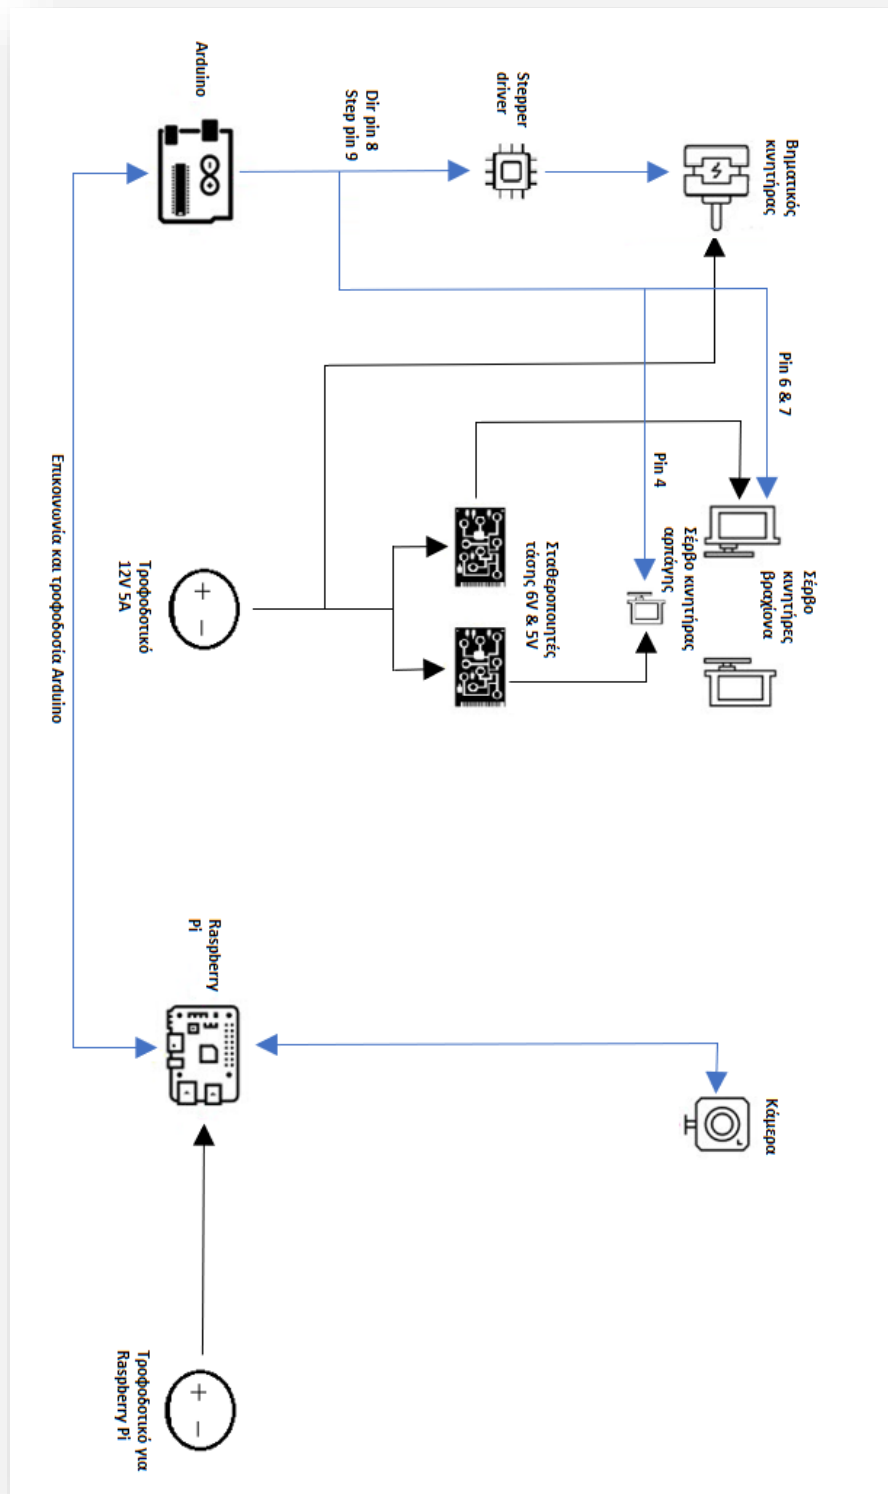 Arduino
Dir pin 8
Step pin 9
Stepper
driver
Βηματικός
κινητήρας
Pin 6 & 7
Pin 4
Σέρβο κινητήρας
αρπάγης
Σέρβο
κινητήρες
βραχίονα
Σταθεροποιητές
τάσης 6V & 5V
Τροφοδοτικό
12V 5A
Επικοινωνία και τροφοδοσία Arduino
Raspberry
Pi
Κάμερα
Τροφοδοτικό για
Raspberry Pi